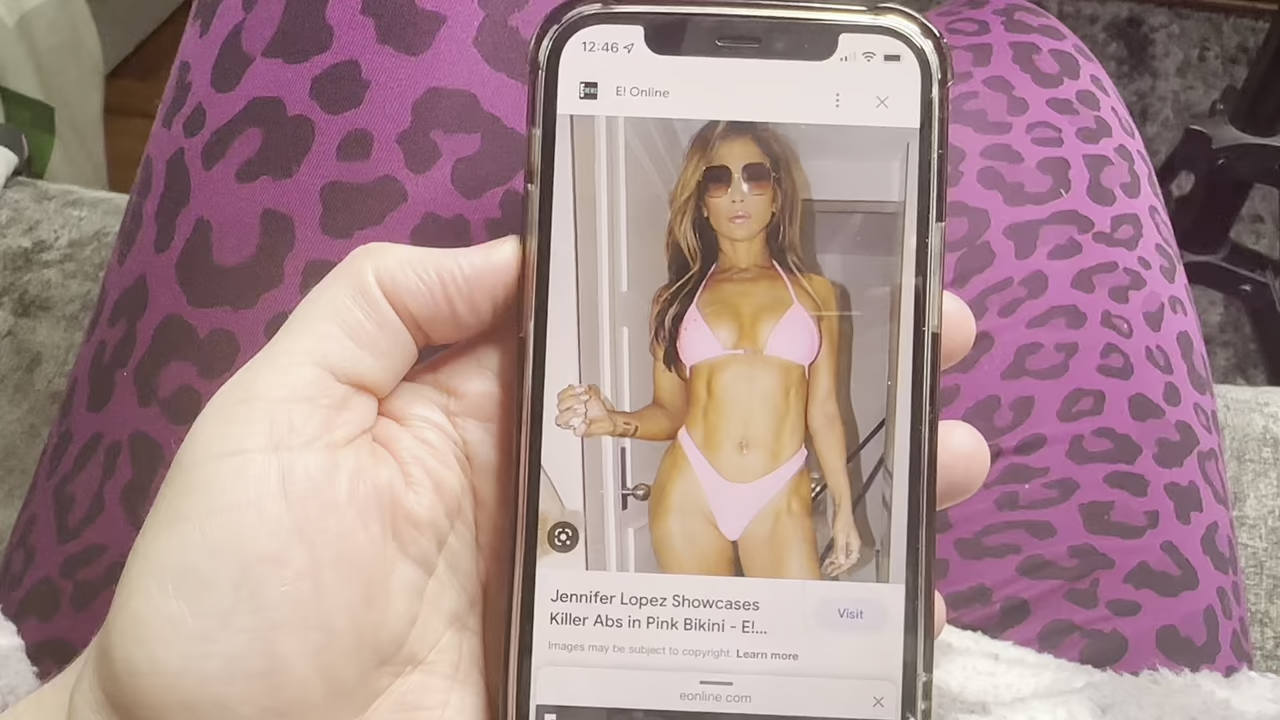 12:46
E! Online
Jennifer Lopez Showcases
Killer Abs in Pink Bikini - E!...
Visit
Images may be subject to copyright. Learn more
eonline.com